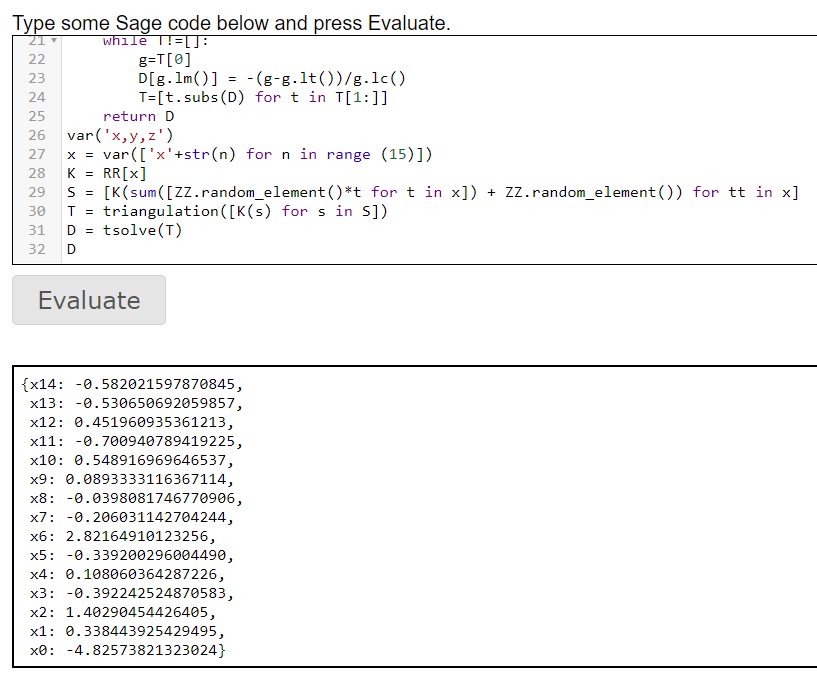 Type some Sage code below and press Evaluate.
21 while T!=[]:
22 g=T[0]
23 D[g.lm()] = -(g-g.lt())/g.lc()
24 T=[t.subs(D) for t in T[1:]]
25 return D
26 var('x,y,z')
27 x = var(['x'+str(n) for n in range (15)])
28 K = RR[x]
29 S = [K(sum([ZZ.random_element()*t for t in x]) + ZZ.random_element()) for tt in x]
30 T = triangulation([K(s) for s in S])
31 D = tsolve(T)
32 D
Evaluate
{x14: -0.582021597870845,
x13: -0.530650692059857,
x12: 0.451960935361213,
x11: -0.700940789419225,
x10: 0.548916969646537,
x9: 0.0893333116367114,
x8: -0.0398081746770906,
x7: -0.206031142704244,
x6: 2.82164910123256,
x5: -0.339200296004490,
x4: 0.108060364287226,
x3: -0.392242524870583,
x2: 1.40290454426405,
x1: 0.338443925429495,
x0: -4.82573821323024}